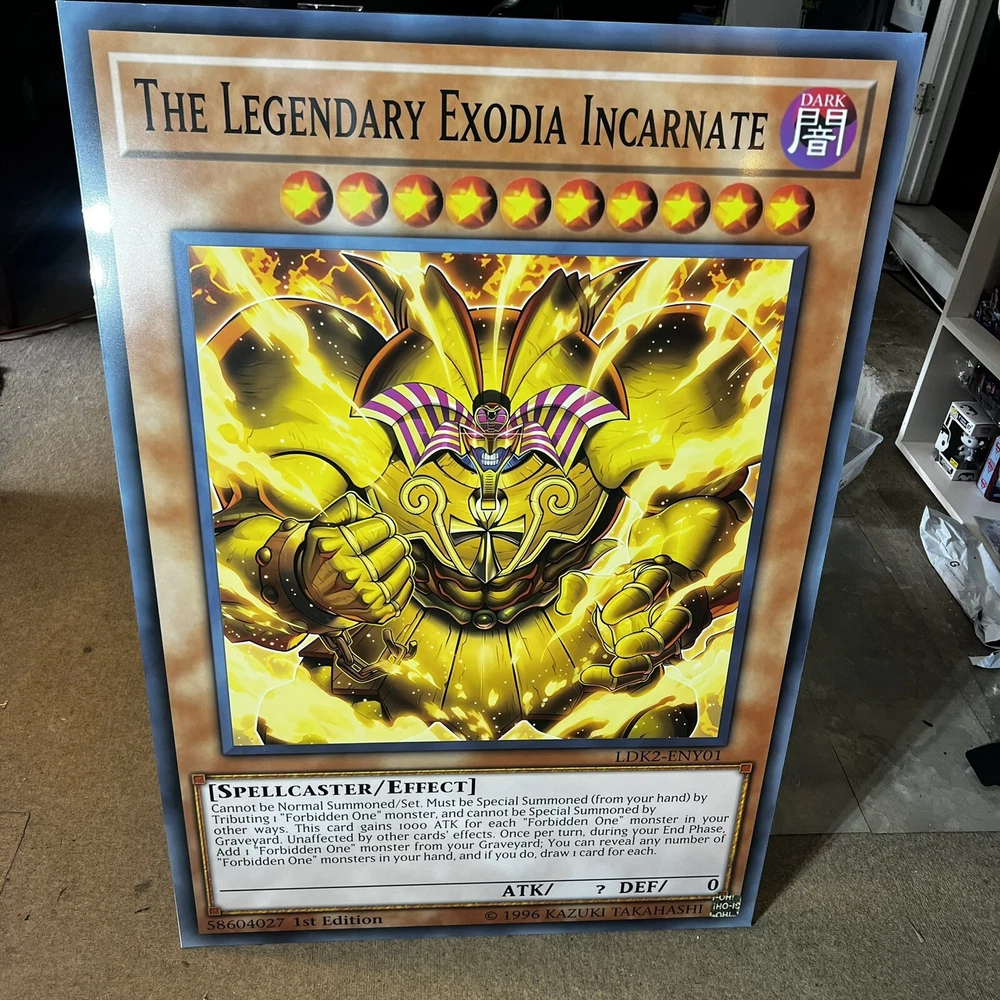 THE LEGENDARY EXODIA INCARNATE
DARK
闇
LDK2-ENY01
[SPELLCASTER/EFFECT]
Cannot be Normal Summoned/Set. Must be Special Summoned (from your hand) by
Tributing 1 "Forbidden One" monster, and cannot be Special Summoned by
other ways. This card gains 1000 ATK for each "Forbidden One" monster in your
Graveyard. Unaffected by other cards' effects. Once per turn, during your End Phase,
Add 1 "Forbidden One" monster from your Graveyard; You can reveal any number of
"Forbidden One" monsters in your hand, and if you do, draw 1 card for each.
ATK/ ? DEF/ 0
58604027 1st Edition
© 1996 KAZUKI TAKAHASHI